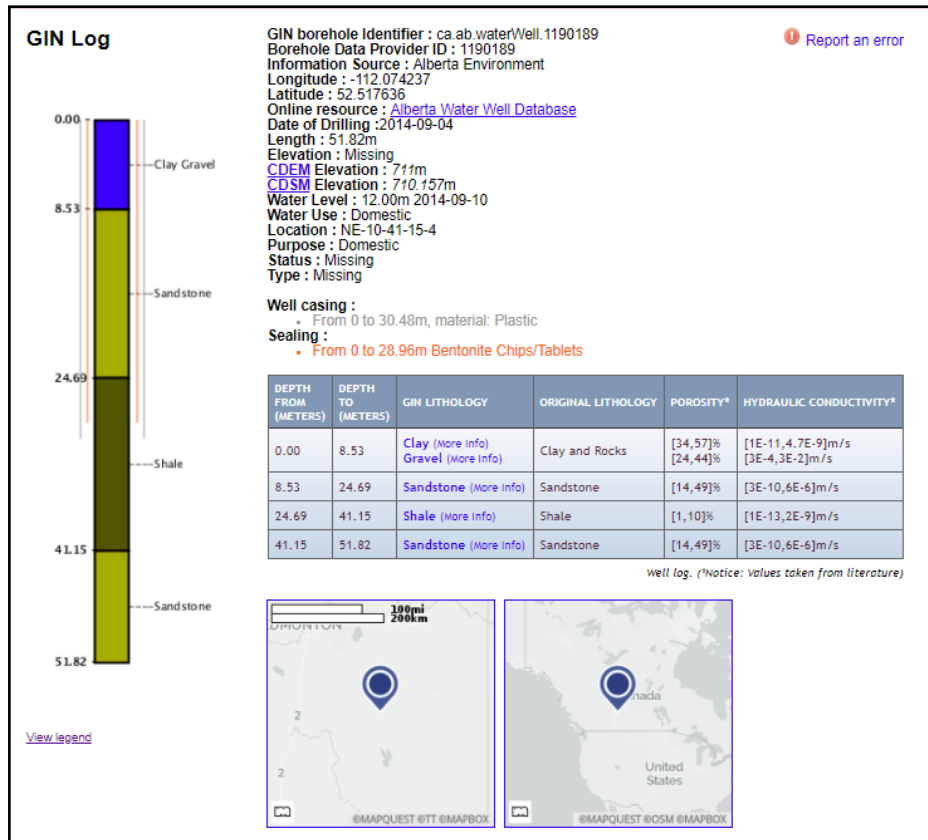 GIN Log
0.00
Clay Gravel
8.53
Sandstone
24.69
Shale
41.15
Sandstone
51.82
View legend
GIN borehole Identifier : ca.ab.waterWell.1190189
Borehole Data Provider ID : 1190189
Information Source : Alberta Environment
Longitude : -112.074237
Latitude : 52.517636
Online resource : Alberta Water Well Database
Date of Drilling :2014-09-04
Length : 51.82m
Elevation : Missing
CDEM Elevation : 711m
CDSM Elevation : 710.157m
Water Level : 12.00m 2014-09-10
Water Use : Domestic
Location : NE-10-41-15-4
Purpose : Domestic
Status : Missing
Type : Missing
Report an error
Well casing :
From 0 to 30.48m, material: Plastic
Sealing :
From 0 to 28.96m Bentonite Chips/Tablets
DEPTH FROM (METERS) DEPTH TO (METERS) GIN LITHOLOGY ORIGINAL LITHOLOGY POROSITY* HYDRAULIC CONDUCTIVITY*
0.00 8.53 Clay (More Info) Clay and Rocks [34,57]% [1E-11,4.7E-9]m/s
Gravel (More Info) [24,44]% [3E-4,3E-2]m/s
8.53 24.69 Sandstone (More Info) Sandstone [14,49]% [3E-10,6E-6]m/s
24.69 41.15 Shale (More Info) Shale [1,10]% [1E-13,2E-9]m/s
41.15 51.82 Sandstone (More Info) Sandstone [14,49]% [3E-10,6E-6]m/s
Well log. (*Notice: Values taken from literature)
100mi
200km
DMONTON
2
2
©MAPQUEST ©TT ©MAPBOX
nada
United
States
©MAPQUEST ©OSM ©MAPBOX